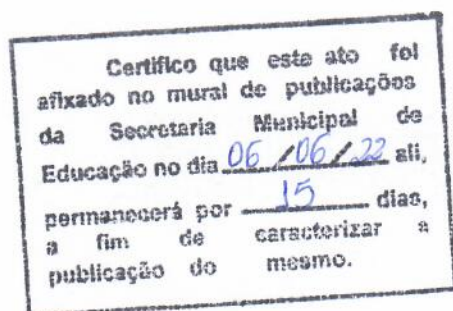 Certifico que este ato foi
afixado no mural de publicações
da Secretaria Municipal de
Educação no dia 06/06/22 ali,
permanecerá por 15 dias,
a fim de caracterizar a
publicação do mesmo.